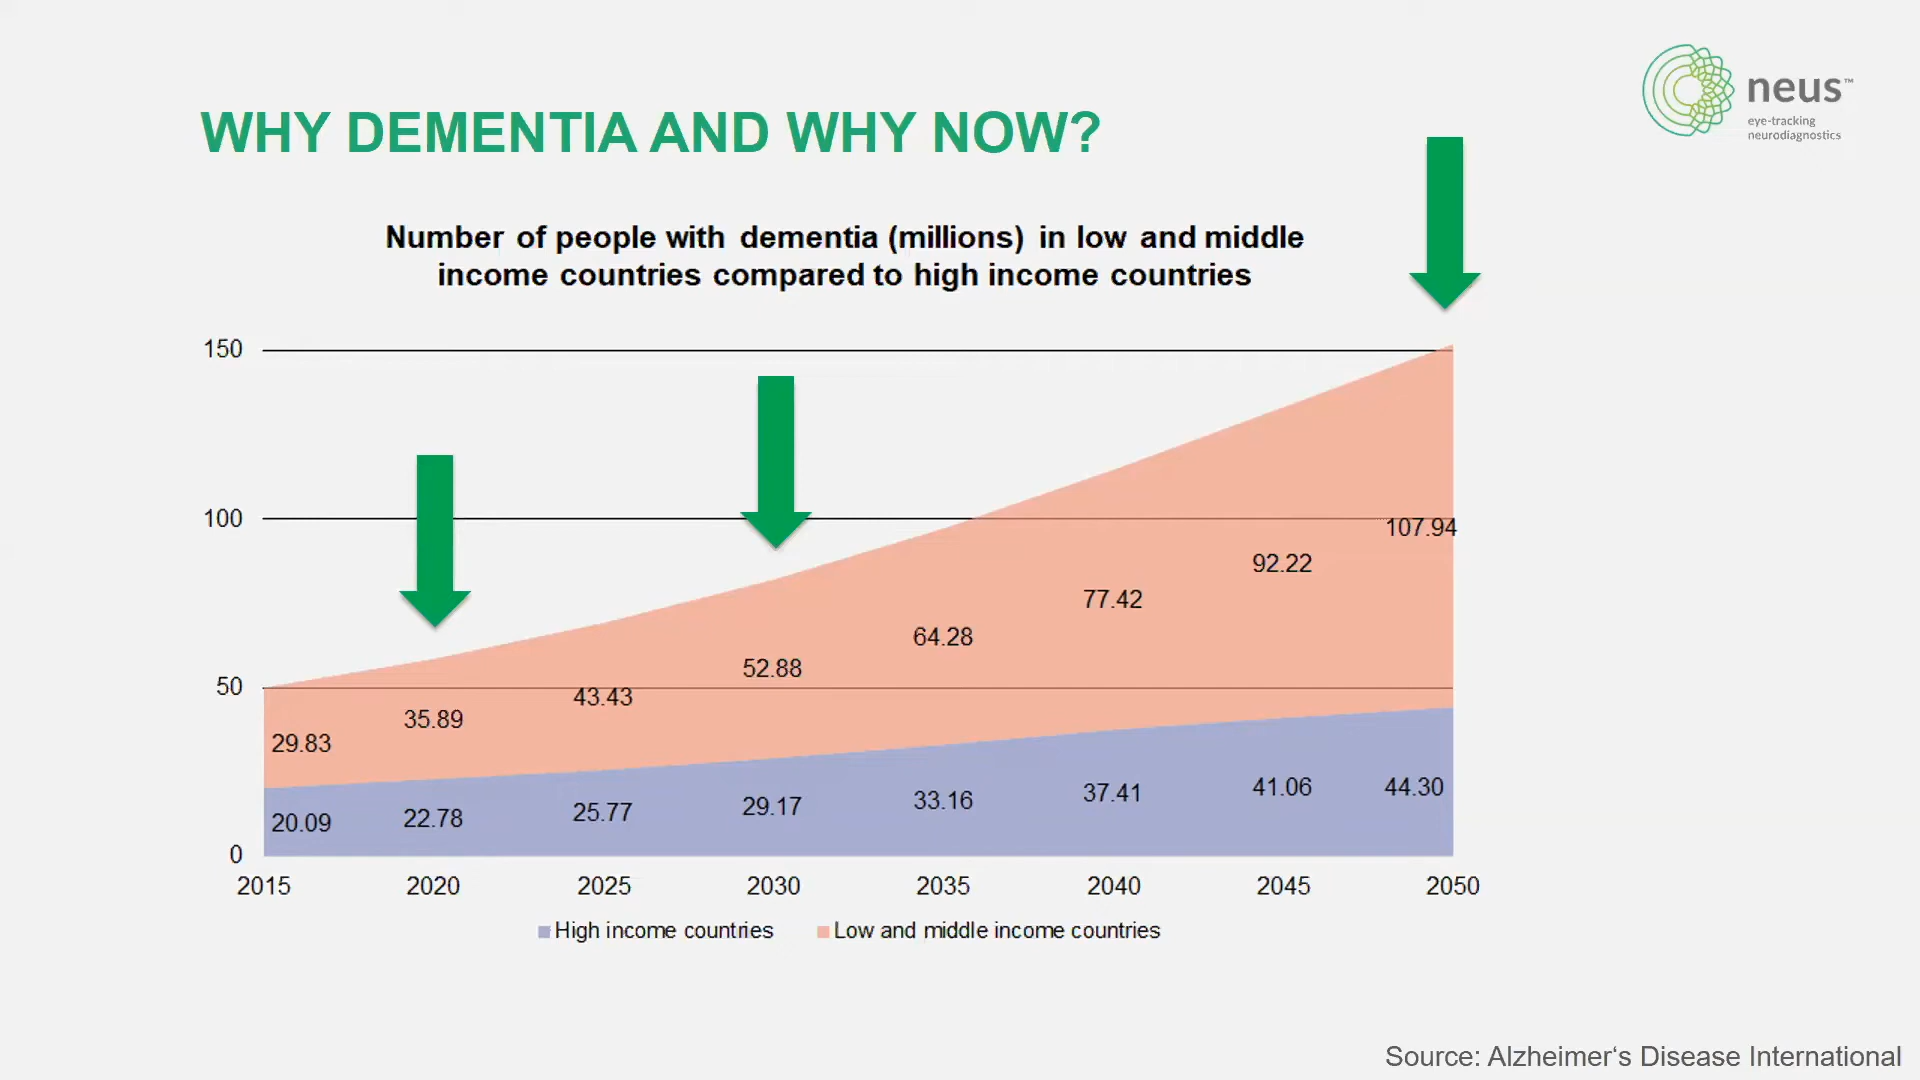 neus™
eye-tracking
neurodiagnostics
WHY DEMENTIA AND WHY NOW?
Number of people with dementia (millions) in low and middle
income countries compared to high income countries
150
100
50
0
107.94
92.22
77.42
64.28
52.88
43.43
35.89
29.83
20.09
22.78
25.77
29.17
33.16
37.41
41.06
44.30
2015 2020 2025 2030 2035 2040 2045 2050
High income countries Low and middle income countries
Source: Alzheimer‘s Disease International